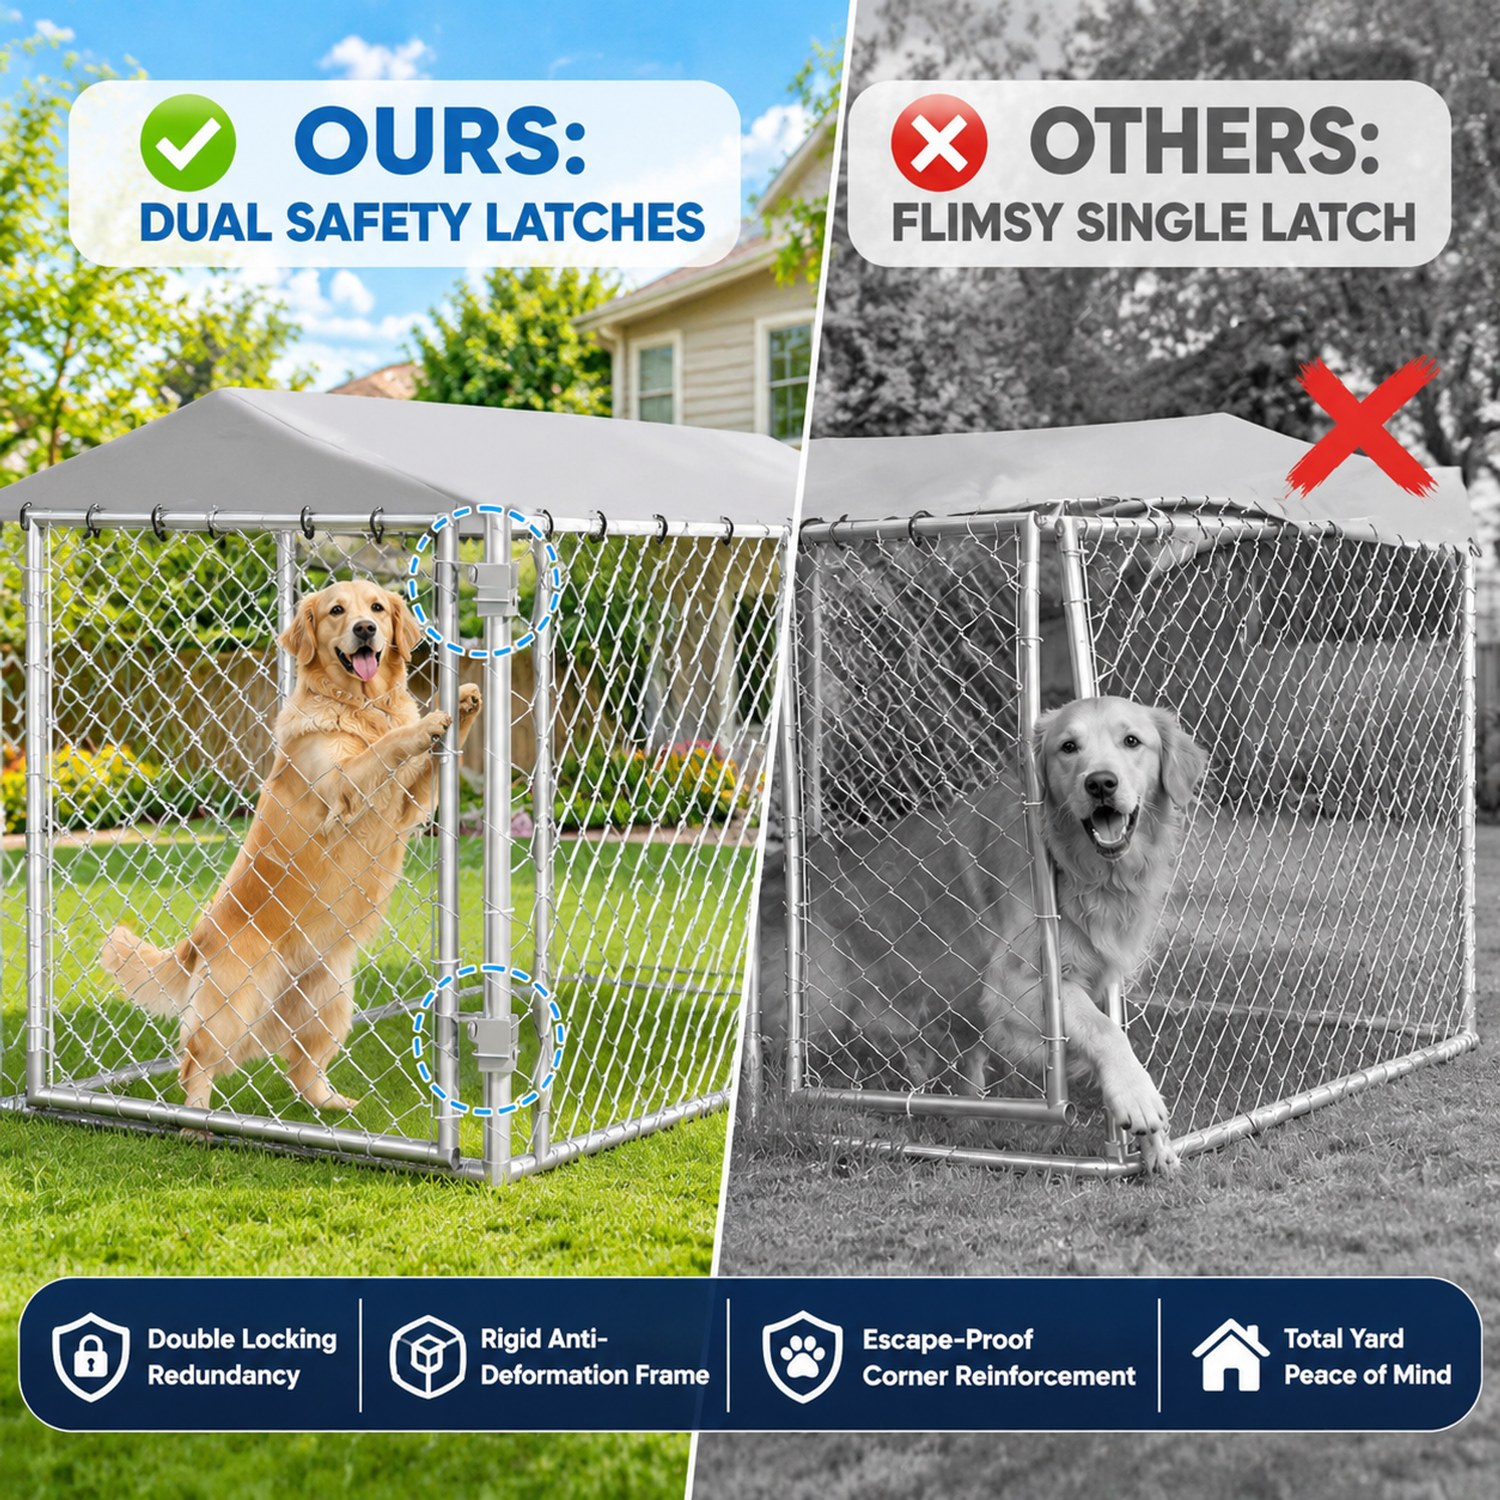 OURS:
DUAL SAFETY LATCHES
OTHERS:
FLIMSY SINGLE LATCH
Double Locking
Redundancy
Rigid Anti-
Deformation Frame
Escape-Proof
Corner Reinforcement
Total Yard
Peace of Mind